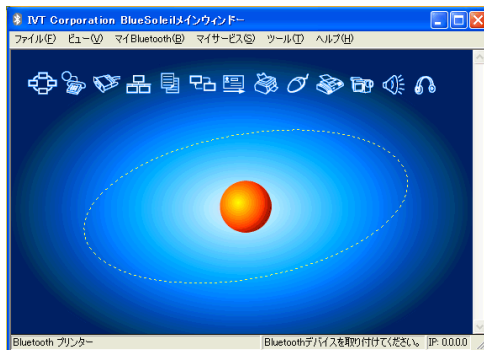 IVT Corporation BlueSoleilメインウィンドー
ファイル(F) ビュー(V) マイBluetooth(B) マイサービス(S) ツール(T) ヘルプ(H)
Bluetooth プリンター Bluetoothデバイスを取り付けてください。 IP: 0.0.0.0